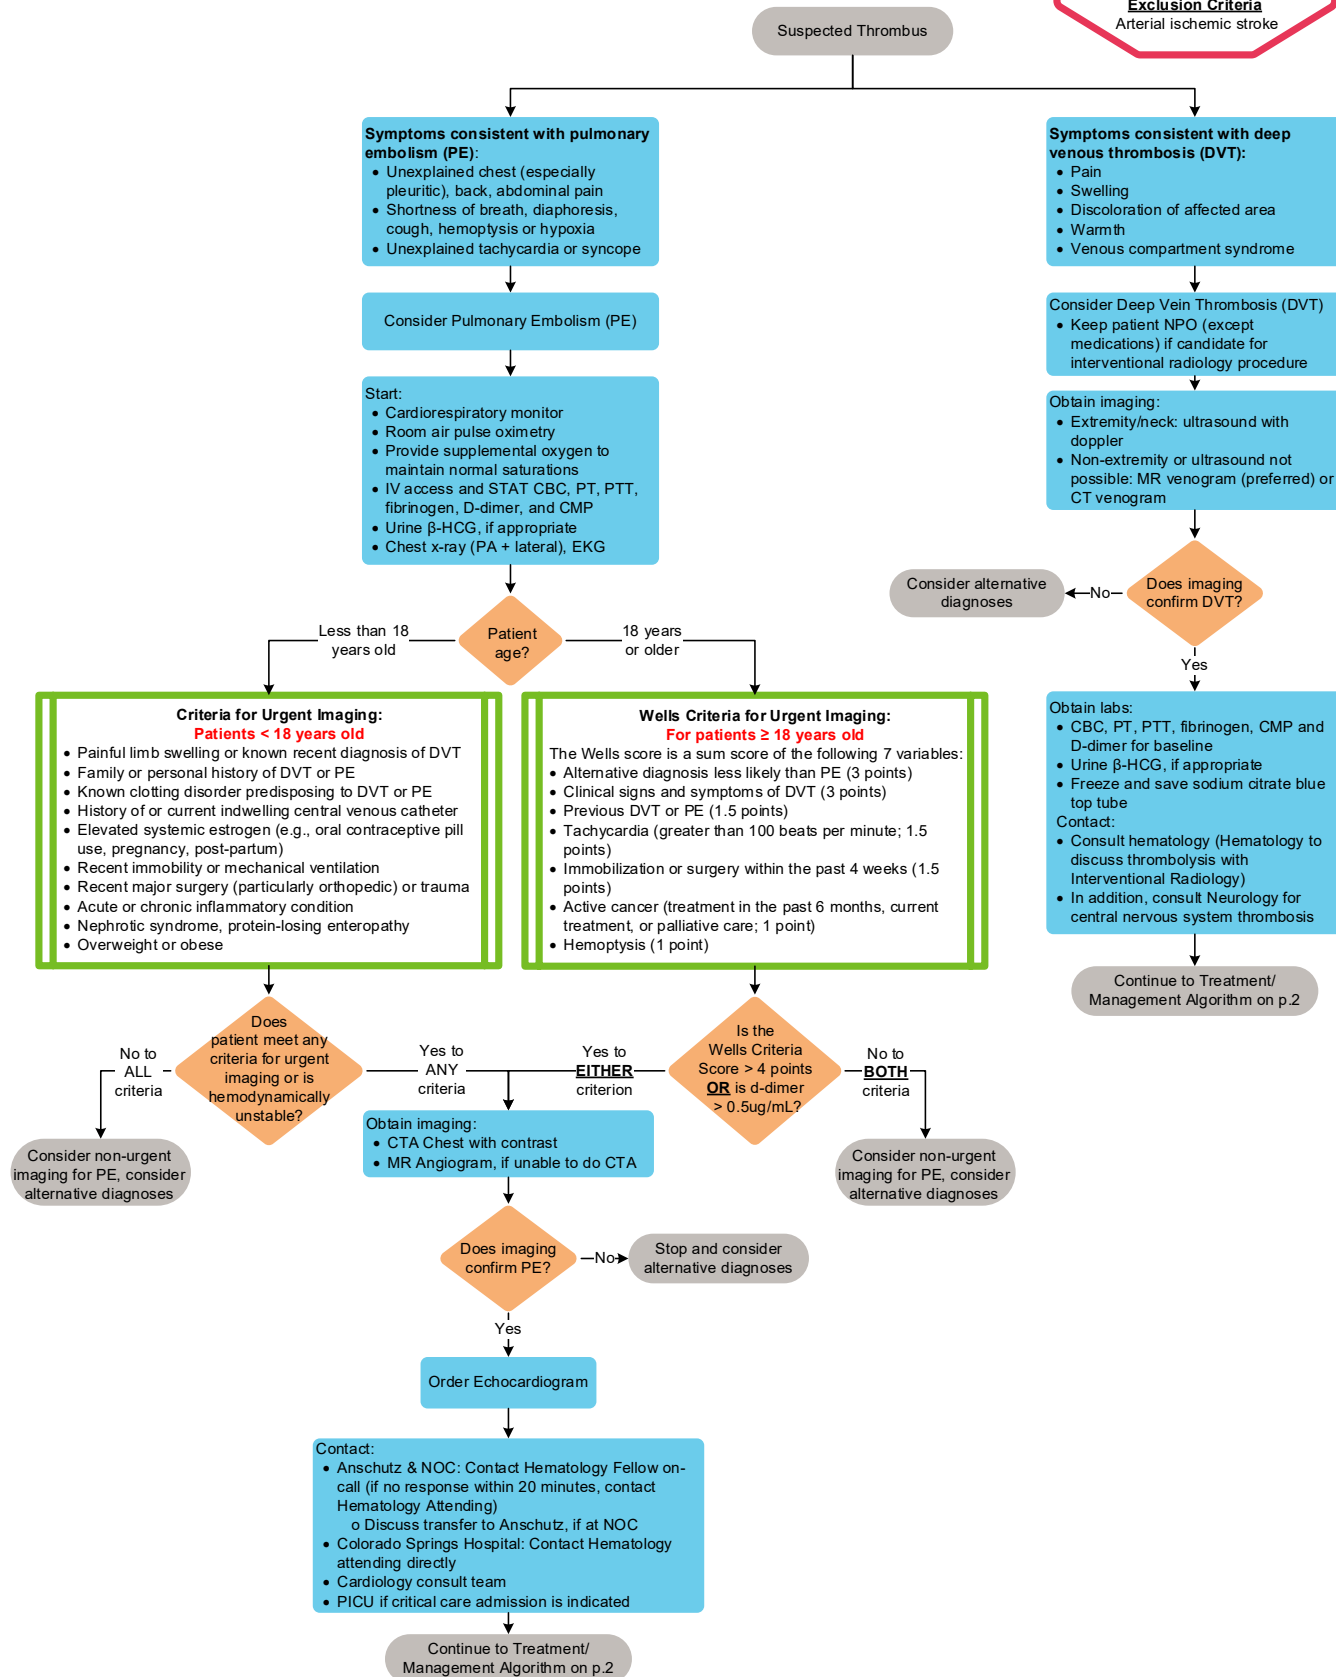 Exclusion Criteria
Arterial ischemic stroke
Suspected Thrombus
Symptoms consistent with pulmonary
embolism (PE):
• Unexplained chest (especially
pleuritic), back, abdominal pain
• Shortness of breath, diaphoresis,
cough, hemoptysis or hypoxia
• Unexplained tachycardia or syncope
Consider Pulmonary Embolism (PE)
Start:
• Cardiorespiratory monitor
• Room air pulse oximetry
• Provide supplemental oxygen to
maintain normal saturations
• IV access and STAT CBC, PT, PTT,
fibrinogen, D-dimer, and CMP
• Urine β-HCG, if appropriate
• Chest x-ray (PA + lateral), EKG
Patient
age?
Less than 18
years old
18 years
or older
Criteria for Urgent Imaging:
Patients < 18 years old
• Painful limb swelling or known recent diagnosis of DVT
• Family or personal history of DVT or PE
• Known clotting disorder predisposing to DVT or PE
• History of or current indwelling central venous catheter
• Elevated systemic estrogen (e.g., oral contraceptive pill
use, pregnancy, post-partum)
• Recent immobility or mechanical ventilation
• Recent major surgery (particularly orthopedic) or trauma
• Acute or chronic inflammatory condition
• Nephrotic syndrome, protein-losing enteropathy
• Overweight or obese
Wells Criteria for Urgent Imaging:
For patients ≥ 18 years old
The Wells score is a sum score of the following 7 variables:
• Alternative diagnosis less likely than PE (3 points)
• Clinical signs and symptoms of DVT (3 points)
• Previous DVT or PE (1.5 points)
• Tachycardia (greater than 100 beats per minute; 1.5
points)
• Immobilization or surgery within the past 4 weeks (1.5
points)
• Active cancer (treatment in the past 6 months, current
treatment, or palliative care; 1 point)
• Hemoptysis (1 point)
Does
patient meet any
criteria for urgent
imaging or is
hemodynamically
unstable?
No to
ALL
criteria
Yes to
ANY
criteria
Yes to
EITHER
criterion
Is the
Wells Criteria
Score > 4 points
OR is d-dimer
> 0.5ug/mL?
No to
BOTH
criteria
Consider non-urgent
imaging for PE, consider
alternative diagnoses
Obtain imaging:
• CTA Chest with contrast
• MR Angiogram, if unable to do CTA
Consider non-urgent
imaging for PE, consider
alternative diagnoses
Does imaging
confirm PE?
No
Stop and consider
alternative diagnoses
Yes
Order Echocardiogram
Contact:
• Anschutz & NOC: Contact Hematology Fellow on-
call (if no response within 20 minutes, contact
Hematology Attending)
o Discuss transfer to Anschutz, if at NOC
• Colorado Springs Hospital: Contact Hematology
attending directly
• Cardiology consult team
• PICU if critical care admission is indicated
Continue to Treatment/
Management Algorithm on p.2
Symptoms consistent with deep
venous thrombosis (DVT):
• Pain
• Swelling
• Discoloration of affected area
• Warmth
• Venous compartment syndrome
Consider Deep Vein Thrombosis (DVT)
• Keep patient NPO (except
medications) if candidate for
interventional radiology procedure
Obtain imaging:
• Extremity/neck: ultrasound with
doppler
• Non-extremity or ultrasound not
possible: MR venogram (preferred) or
CT venogram
Does imaging
confirm DVT?
No
Consider alternative
diagnoses
Yes
Obtain labs:
• CBC, PT, PTT, fibrinogen, CMP and
D-dimer for baseline
• Urine β-HCG, if appropriate
• Freeze and save sodium citrate blue
top tube
Contact:
• Consult hematology (Hematology to
discuss thrombolysis with
Interventional Radiology)
• In addition, consult Neurology for
central nervous system thrombosis
Continue to Treatment/
Management Algorithm on p.2